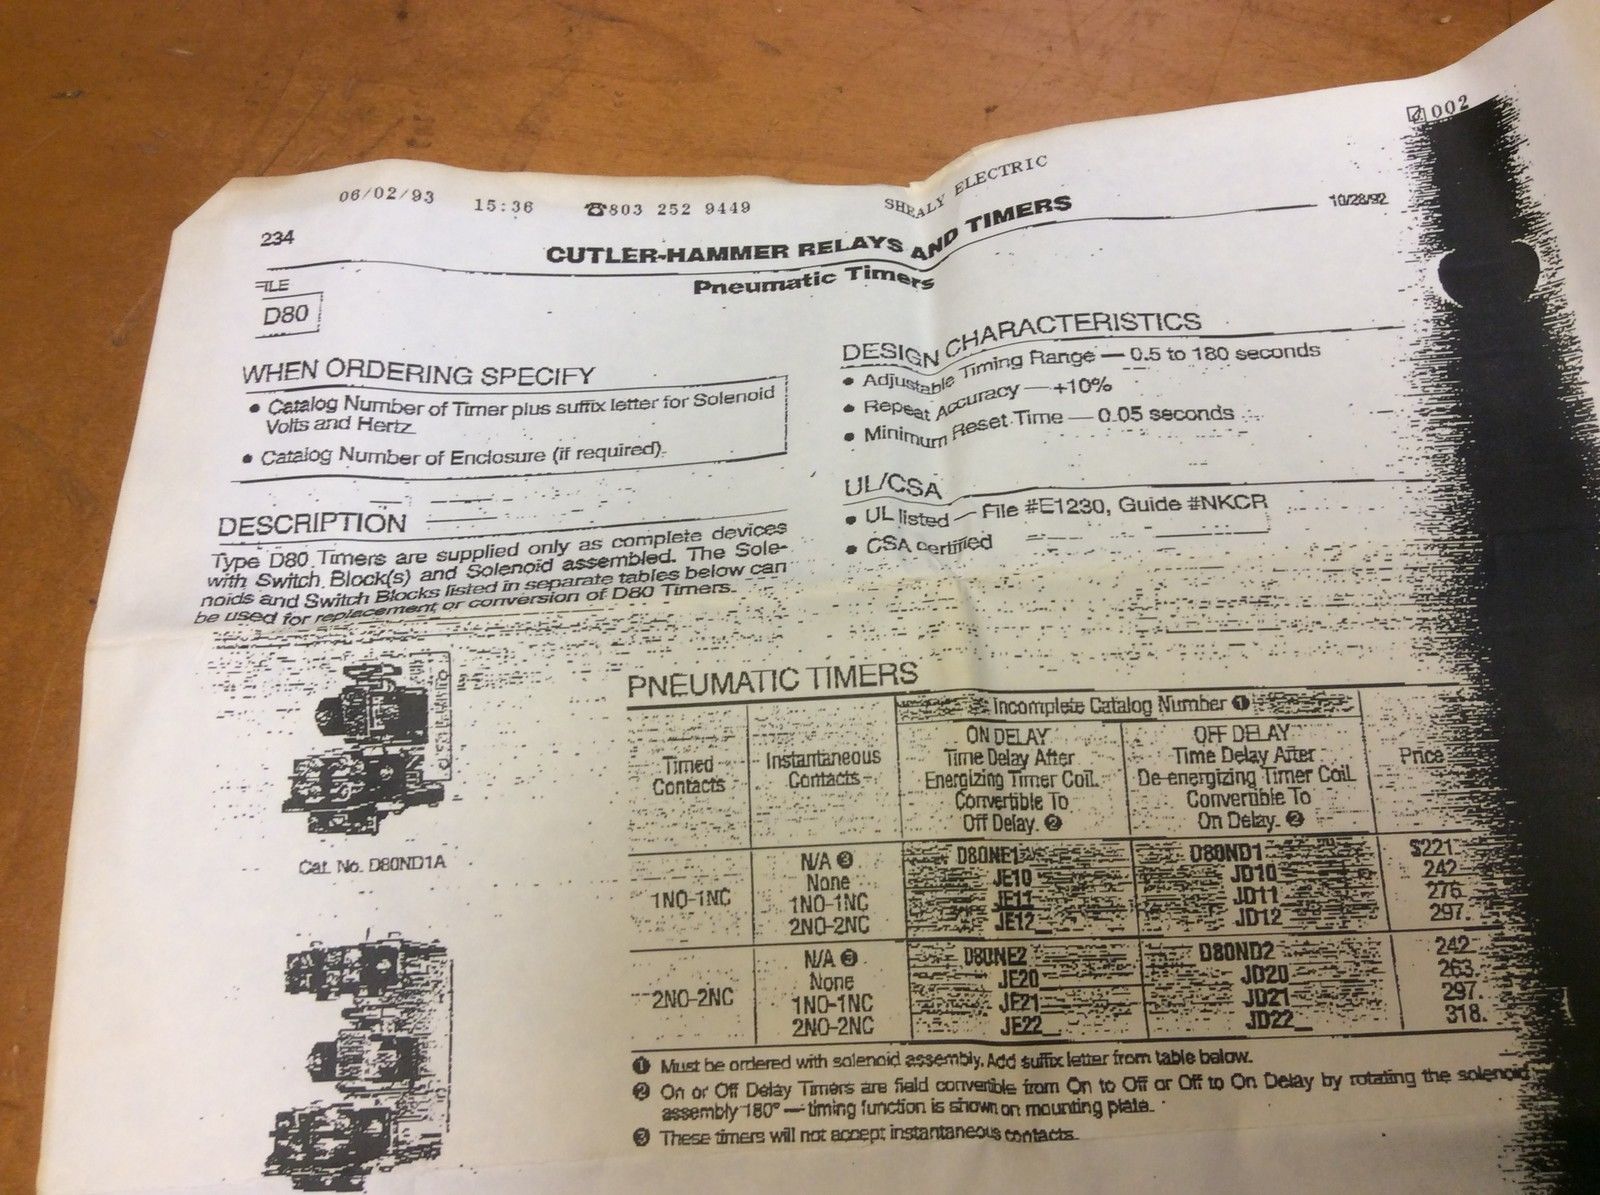 06/02/93 15:36 ☎803 252 9449 SHEALY ELECTRIC 002
234 10/28/92
CUTLER-HAMMER RELAYS AND TIMERS
Pneumatic Timers
D80
WHEN ORDERING SPECIFY
• Catalog Number of Timer plus suffix letter for Solenoid
Volts and Hertz.
• Catalog Number of Enclosure (if required).
DESCRIPTION
Type D80 Timers are supplied only as complete devices
with Switch Block(s) and Solenoid assembled. The Sole-
noids and Switch Blocks listed in separate tables below can
be used for replacement or conversion of D80 Timers.
Cat. No. D80ND1A
DESIGN CHARACTERISTICS
• Adjustable Timing Range — 0.5 to 180 seconds
• Repeat Accuracy — +10%
• Minimum Reset Time — 0.05 seconds
UL/CSA
• UL listed — File #E1230, Guide #NKCR
• CSA certified
PNEUMATIC TIMERS
Incomplete Catalog Number ❶
Timed
Contacts
Instantaneous
Contacts
ON DELAY
Time Delay After
Energizing Timer Coil.
Convertible To
Off Delay. ❷
OFF DELAY
Time Delay After
De-energizing Timer Coil.
Convertible To
On Delay. ❷
Price
1NO-1NC
N/A ❸ D80NE1 D80ND1 $221.
None JE10 JD10 242.
1NO-1NC JE11 JD11 276.
2NO-2NC JE12_ JD12 297.
2NO-2NC
N/A ❸ D80NE2 D80ND2 242.
None JE20 JD20 263.
1NO-1NC JE21 JD21 297.
2NO-2NC JE22_ JD22_ 318.
❶ Must be ordered with solenoid assembly. Add suffix letter from table below.
❷ On or Off Delay Timers are field convertible from On to Off or Off to On Delay by rotating the solenoid
assembly 180° — timing function is shown on mounting plate.
❸ These timers will not accept instantaneous contacts.